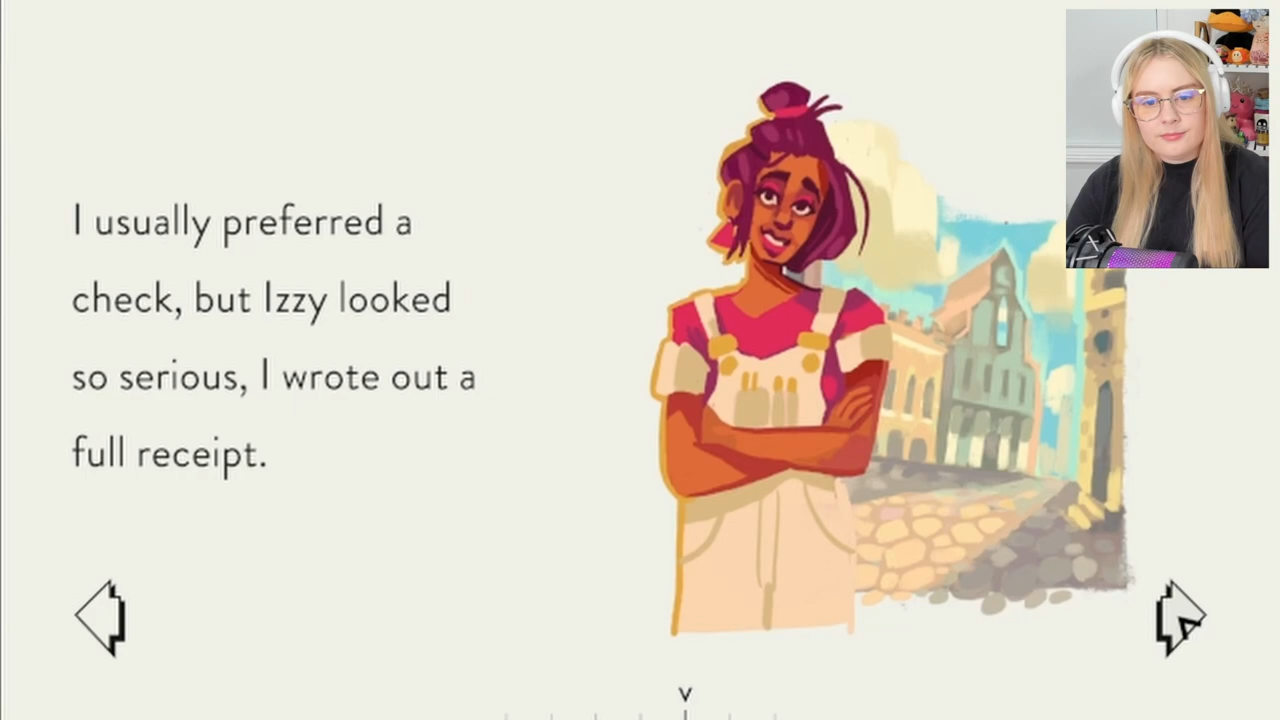 I usually preferred a
check, but Izzy looked
so serious, I wrote out a
full receipt.